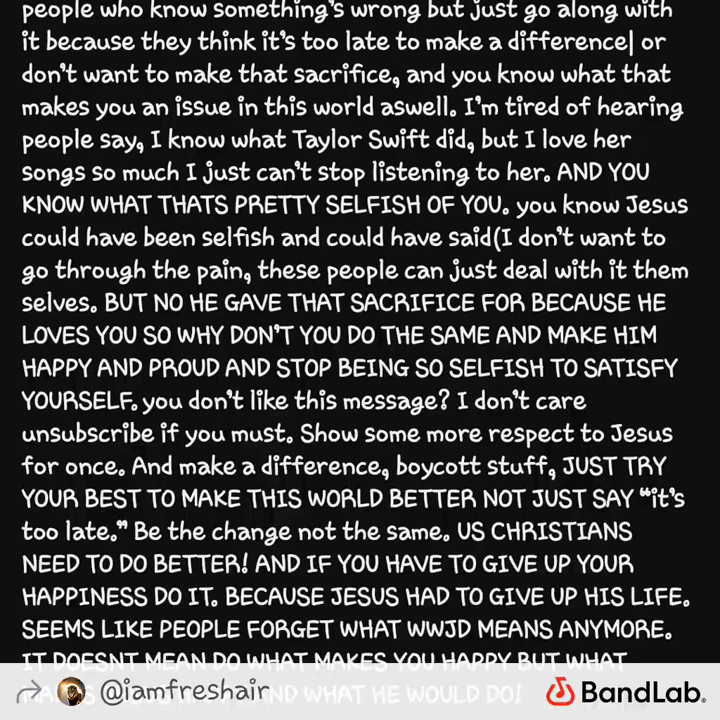 people who know something's wrong but just go along with
it because they think it's too late to make a difference| or
don't want to make that sacrifice, and you know what that
makes you an issue in this world aswell. I'm tired of hearing
people say, I know what Taylor Swift did, but I love her
songs so much I just can't stop listening to her. AND YOU
KNOW WHAT THATS PRETTY SELFISH OF YOU. you know Jesus
could have been selfish and could have said(I don't want to
go through the pain, these people can just deal with it them
selves. BUT NO HE GAVE THAT SACRIFICE FOR BECAUSE HE
LOVES YOU SO WHY DON'T YOU DO THE SAME AND MAKE HIM
HAPPY AND PROUD AND STOP BEING SO SELFISH TO SATISFY
YOURSELF. you don't like this message? I don't care
unsubscribe if you must. Show some more respect to Jesus
for once. And make a difference, boycott stuff, JUST TRY
YOUR BEST TO MAKE THIS WORLD BETTER NOT JUST SAY “it's
too late.” Be the change not the same. US CHRISTIANS
NEED TO DO BETTER! AND IF YOU HAVE TO GIVE UP YOUR
HAPPINESS DO IT. BECAUSE JESUS HAD TO GIVE UP HIS LIFE.
SEEMS LIKE PEOPLE FORGET WHAT WWJD MEANS ANYMORE.
IT DOESNT MEAN DO WHAT MAKES YOU HAPPY BUT WHAT
AND WHAT HE WOULD DO!
@iamfreshair
BandLab.